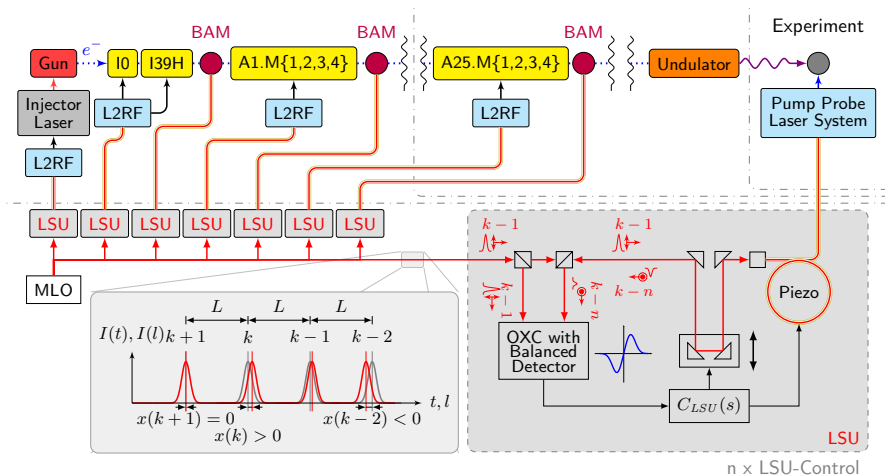 BAM
BAM
BAM
Experiment
Gun
e⁻
I0
I39H
A1.M{1,2,3,4}
A25.M{1,2,3,4}
Undulator
Injector
Laser
L2RF
L2RF
L2RF
Pump Probe
Laser System
L2RF
LSU
LSU
LSU
LSU
LSU
LSU
LSU
MLO
k − 1
k − 1
k − n
k − 1
k − n
Piezo
OXC with
Balanced
Detector
C_{LSU}(s)
LSU
L
L
L
I(t), I(l)
k + 1
k
k − 1
k − 2
t, l
x(k + 1) = 0
x(k − 2) < 0
x(k) > 0
n x LSU-Control